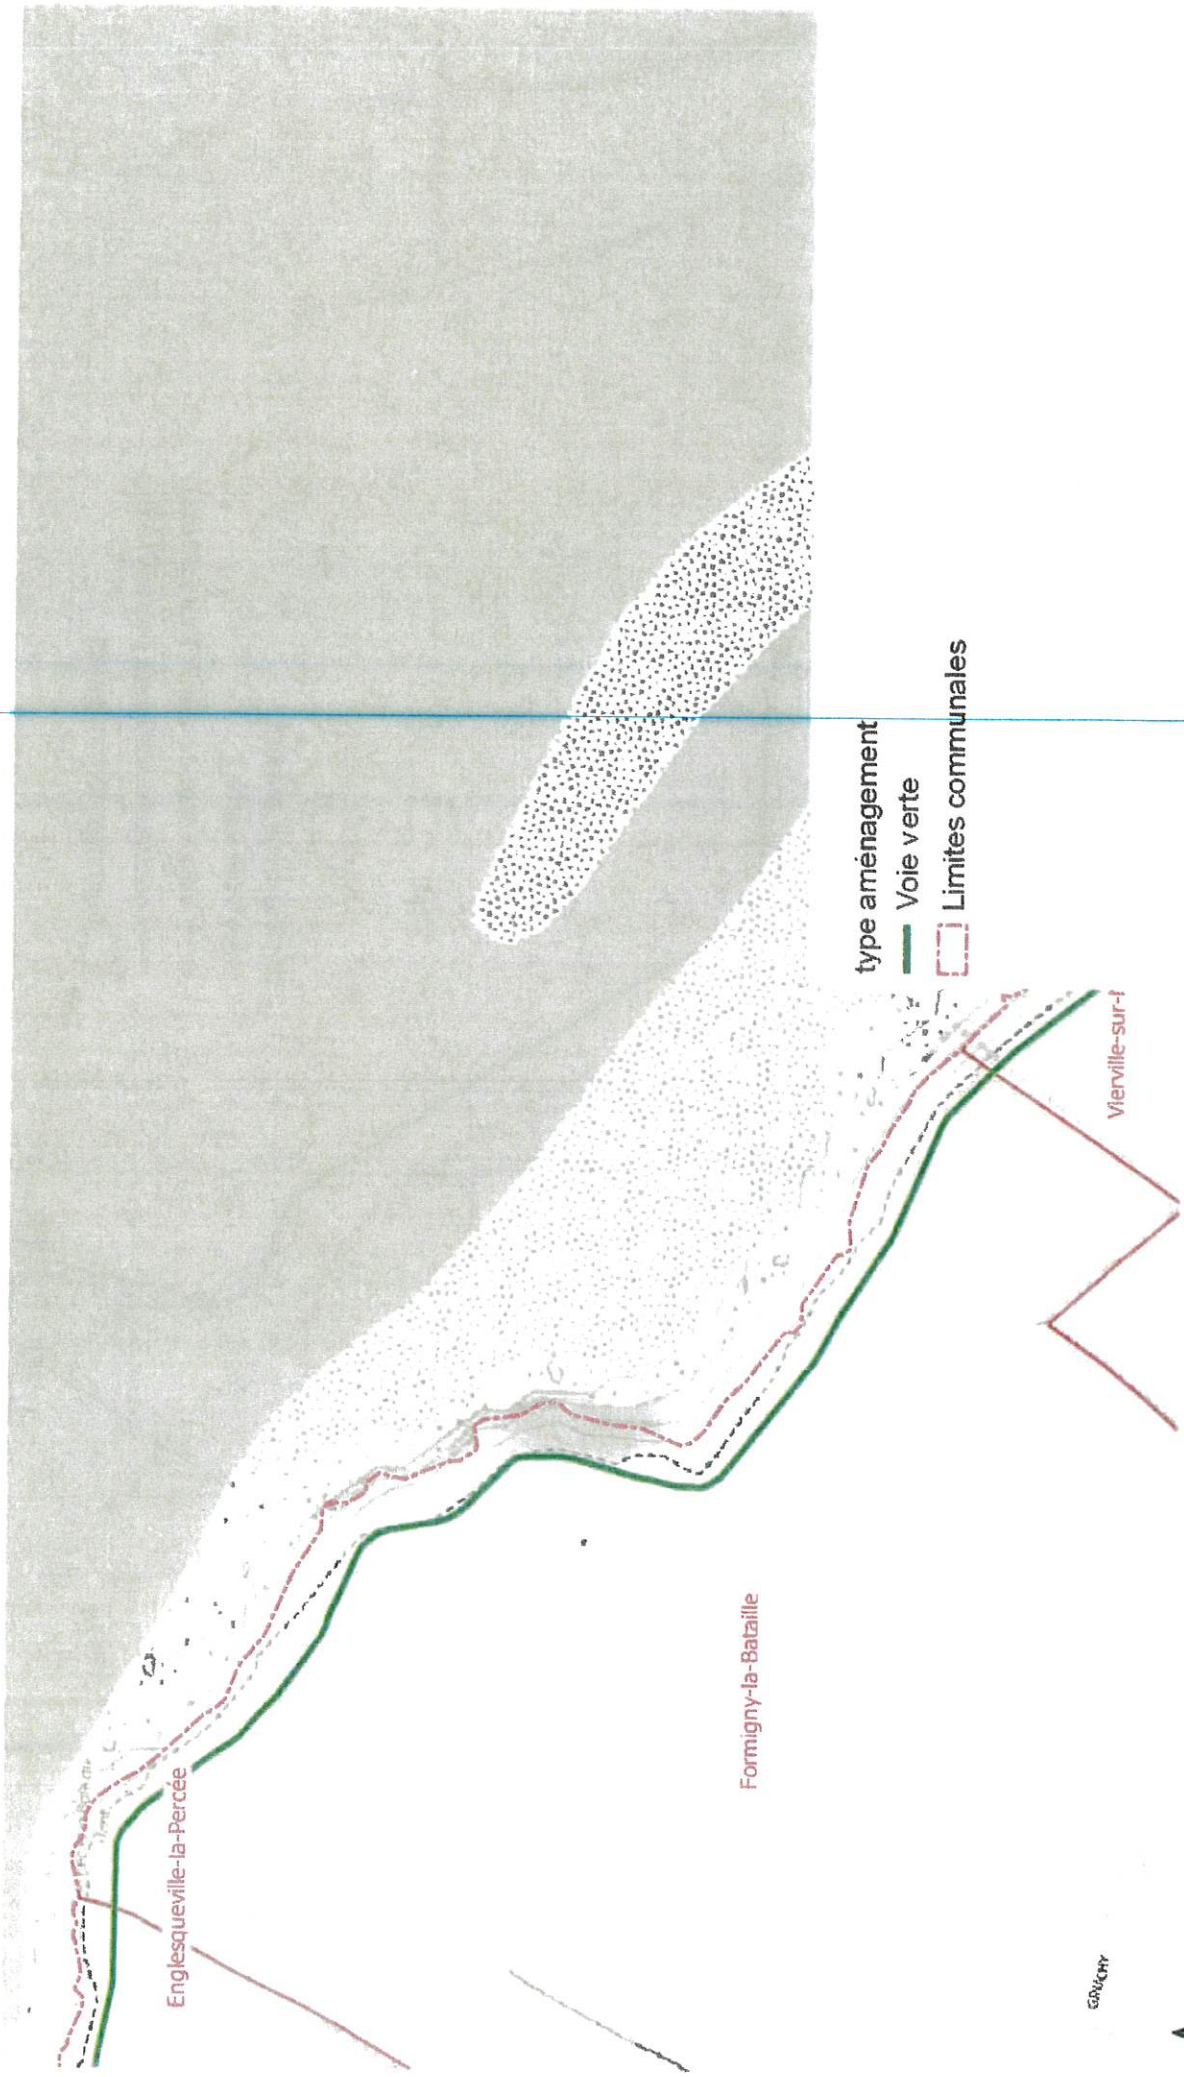 Englesqueville-la-Percée
Formigny-la-Bataille
Vierville-sur-
GRUCHY
type aménagement
Voie verte
Limites communales